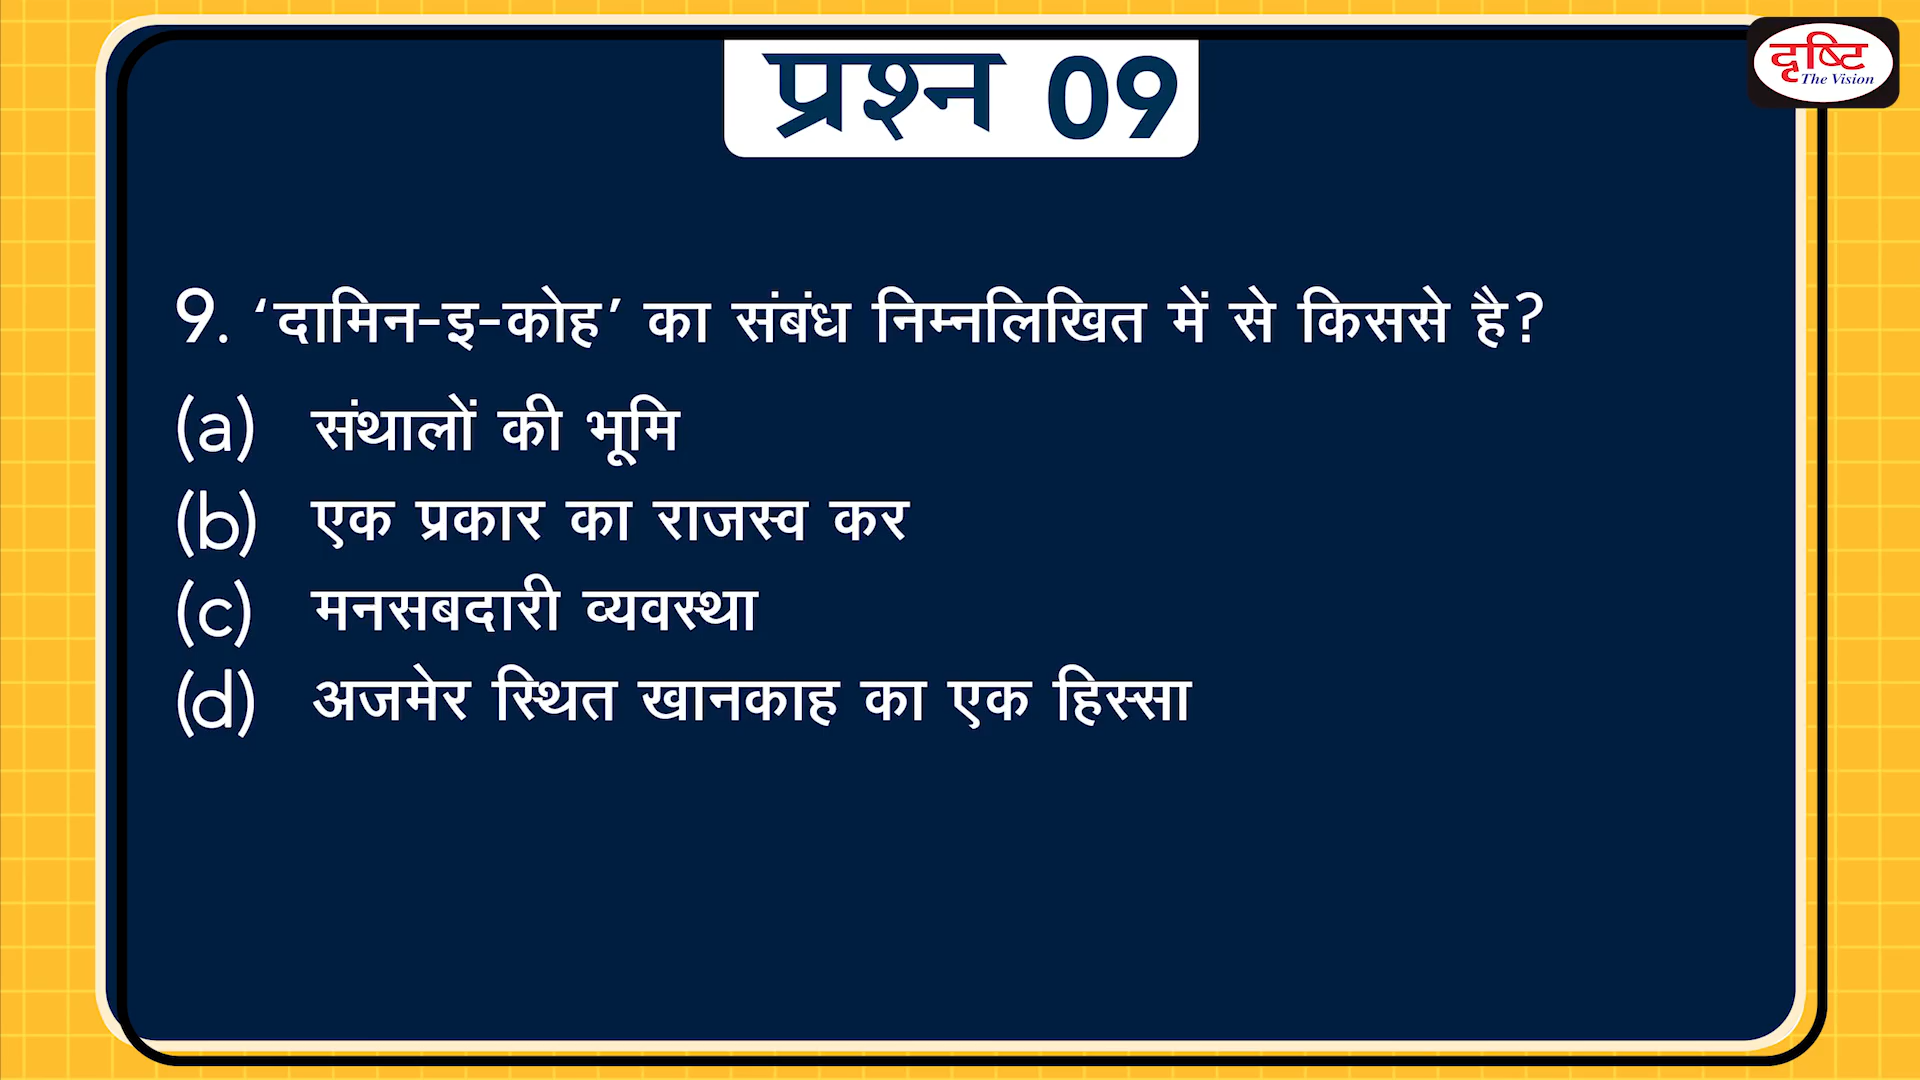 दृष्टि
The Vision
प्रश्न 09
9. ‘दामिन-इ-कोह’ का संबंध निम्नलिखित में से किससे है?
(a) संथालों की भूमि
(b) एक प्रकार का राजस्व कर
(c) मनसबदारी व्यवस्था
(d) अजमेर स्थित खानकाह का एक हिस्सा